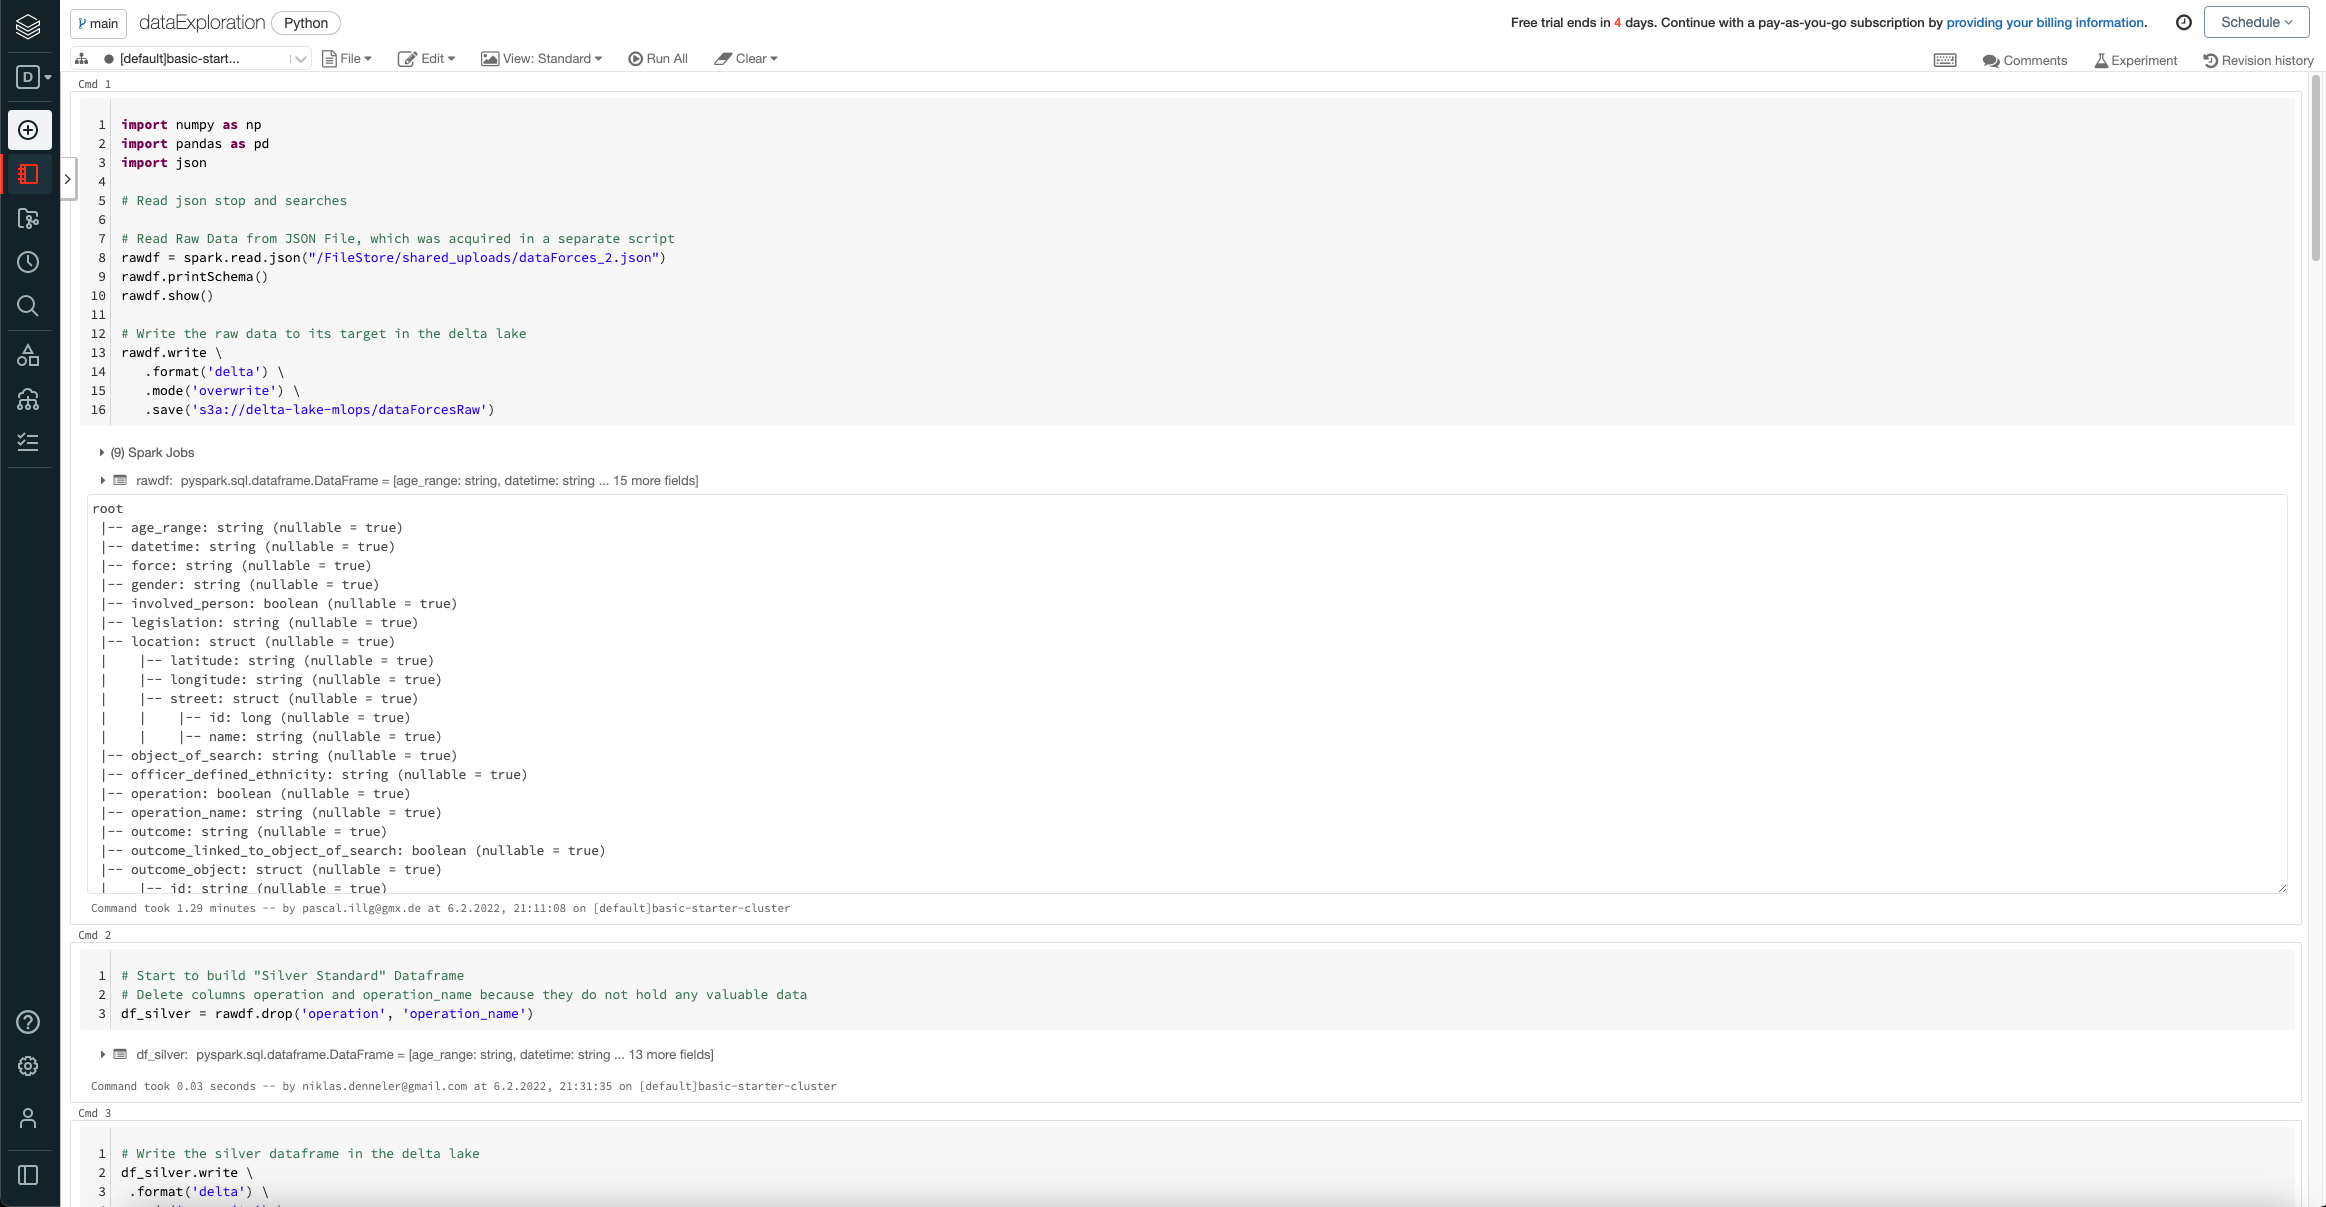 main dataExploration Python
Free trial ends in 4 days. Continue with a pay-as-you-go subscription by providing your billing information.
Schedule
D
[default]basic-start...
File Edit View: Standard Run All Clear
Comments Experiment Revision history
Cmd 1
1 import numpy as np
2 import pandas as pd
3 import json
4
5 # Read json stop and searches
6
7 # Read Raw Data from JSON File, which was acquired in a separate script
8 rawdf = spark.read.json("/FileStore/shared_uploads/dataForces_2.json")
9 rawdf.printSchema()
10 rawdf.show()
11
12 # Write the raw data to its target in the delta lake
13 rawdf.write \
14    .format('delta') \
15    .mode('overwrite') \
16    .save('s3a://delta-lake-mlops/dataForcesRaw')
(9) Spark Jobs
rawdf: pyspark.sql.dataframe.DataFrame = [age_range: string, datetime: string ... 15 more fields]
root
 |-- age_range: string (nullable = true)
 |-- datetime: string (nullable = true)
 |-- force: string (nullable = true)
 |-- gender: string (nullable = true)
 |-- involved_person: boolean (nullable = true)
 |-- legislation: string (nullable = true)
 |-- location: struct (nullable = true)
 |    |-- latitude: string (nullable = true)
 |    |-- longitude: string (nullable = true)
 |    |-- street: struct (nullable = true)
 |    |    |-- id: long (nullable = true)
 |    |    |-- name: string (nullable = true)
 |-- object_of_search: string (nullable = true)
 |-- officer_defined_ethnicity: string (nullable = true)
 |-- operation: boolean (nullable = true)
 |-- operation_name: string (nullable = true)
 |-- outcome: string (nullable = true)
 |-- outcome_linked_to_object_of_search: boolean (nullable = true)
 |-- outcome_object: struct (nullable = true)
 |    |-- id: string (nullable = true)
Command took 1.29 minutes -- by pascal.illg@gmx.de at 6.2.2022, 21:11:08 on [default]basic-starter-cluster
Cmd 2
1 # Start to build "Silver Standard" Dataframe
2 # Delete columns operation and operation_name because they do not hold any valuable data
3 df_silver = rawdf.drop('operation', 'operation_name')
df_silver: pyspark.sql.dataframe.DataFrame = [age_range: string, datetime: string ... 13 more fields]
Command took 0.03 seconds -- by niklas.denneler@gmail.com at 6.2.2022, 21:31:35 on [default]basic-starter-cluster
Cmd 3
1 # Write the silver dataframe in the delta lake
2 df_silver.write \
3  .format('delta') \